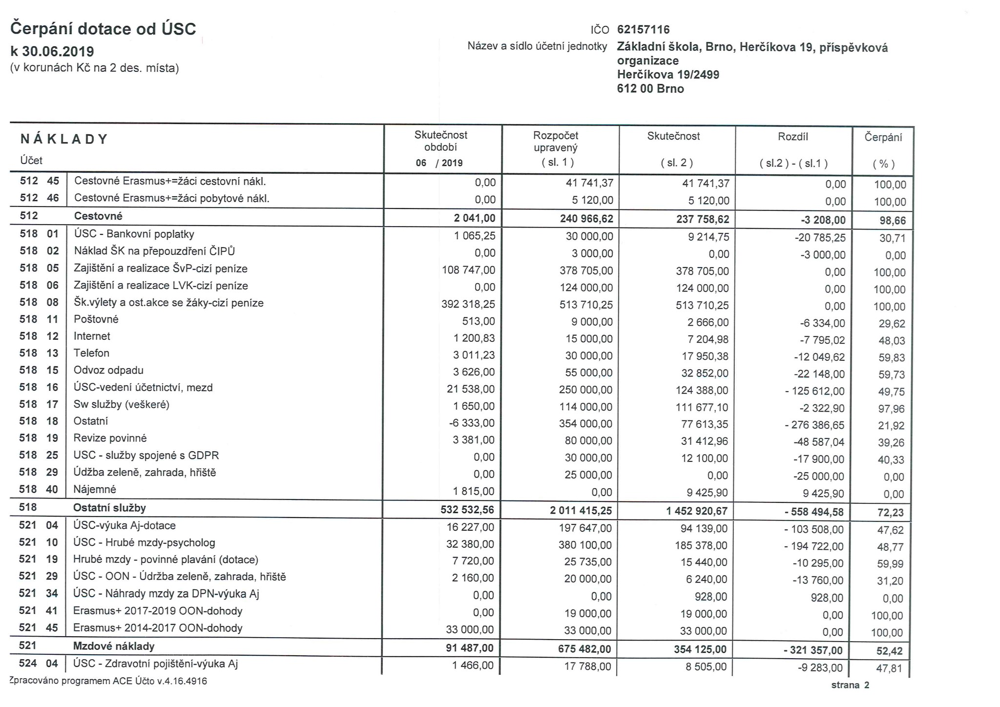 Čerpání dotace od ÚSC
k 30.06.2019
(v korunách Kč na 2 des. místa)
IČO 62157116
Název a sídlo účetní jednotky Základní škola, Brno, Herčíkova 19, příspěvková
organizace
Herčíkova 19/2499
612 00 Brno
NÁKLADY Skutečnost Rozpočet Skutečnost Rozdíl Čerpání
období upravený
Účet 06 / 2019 ( sl. 1 ) ( sl. 2 ) ( sl.2 ) - ( sl.1 ) ( % )
512 45 Cestovné Erasmus+=žáci cestovní nákl. 0,00 41 741,37 41 741,37 0,00 100,00
512 46 Cestovné Erasmus+=žáci pobytové nákl. 0,00 5 120,00 5 120,00 0,00 100,00
512 Cestovné 2 041,00 240 966,62 237 758,62 -3 208,00 98,66
518 01 ÚSC - Bankovní poplatky 1 065,25 30 000,00 9 214,75 -20 785,25 30,71
518 02 Náklad ŠK na přepouzdření ČIPŮ 0,00 3 000,00 0,00 -3 000,00 0,00
518 05 Zajištění a realizace ŠvP-cizí peníze 108 747,00 378 705,00 378 705,00 0,00 100,00
518 06 Zajištění a realizace LVK-cizí peníze 0,00 124 000,00 124 000,00 0,00 100,00
518 08 Šk.výlety a ost.akce se žáky-cizí peníze 392 318,25 513 710,25 513 710,25 0,00 100,00
518 11 Poštovné 513,00 9 000,00 2 666,00 -6 334,00 29,62
518 12 Internet 1 200,83 15 000,00 7 204,98 -7 795,02 48,03
518 13 Telefon 3 011,23 30 000,00 17 950,38 -12 049,62 59,83
518 15 Odvoz odpadu 3 626,00 55 000,00 32 852,00 -22 148,00 59,73
518 16 ÚSC-vedení účetnictví, mezd 21 538,00 250 000,00 124 388,00 - 125 612,00 49,75
518 17 Sw služby (veškeré) 1 650,00 114 000,00 111 677,10 -2 322,90 97,96
518 18 Ostatní -6 333,00 354 000,00 77 613,35 - 276 386,65 21,92
518 19 Revize povinné 3 381,00 80 000,00 31 412,96 -48 587,04 39,26
518 25 USC - služby spojené s GDPR 0,00 30 000,00 12 100,00 -17 900,00 40,33
518 29 Údžba zeleně, zahrada, hřiště 0,00 25 000,00 0,00 -25 000,00 0,00
518 40 Nájemné 1 815,00 0,00 9 425,90 9 425,90 0,00
518 Ostatní služby 532 532,56 2 011 415,25 1 452 920,67 - 558 494,58 72,23
521 04 ÚSC-výuka Aj-dotace 16 227,00 197 647,00 94 139,00 - 103 508,00 47,62
521 10 ÚSC - Hrubé mzdy-psycholog 32 380,00 380 100,00 185 378,00 - 194 722,00 48,77
521 19 Hrubé mzdy - povinné plavání (dotace) 7 720,00 25 735,00 15 440,00 -10 295,00 59,99
521 29 ÚSC - OON - Údržba zeleně, zahrada, hřiště 2 160,00 20 000,00 6 240,00 -13 760,00 31,20
521 34 ÚSC - Náhrady mzdy za DPN-výuka Aj 0,00 0,00 928,00 928,00 0,00
521 41 Erasmus+ 2017-2019 OON-dohody 0,00 19 000,00 19 000,00 0,00 100,00
521 45 Erasmus+ 2014-2017 OON-dohody 33 000,00 33 000,00 33 000,00 0,00 100,00
521 Mzdové náklady 91 487,00 675 482,00 354 125,00 - 321 357,00 52,42
524 04 ÚSC - Zdravotní pojištění-výuka Aj 1 466,00 17 788,00 8 505,00 -9 283,00 47,81
Zpracováno programem ACE Účto v.4.16.4916
strana 2